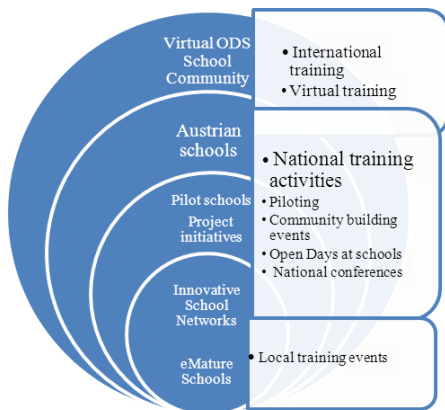 Virtual ODS
School
Community
• International
training
• Virtual training
Austrian
schools
• National training
activities
• Piloting
• Community building
events
• Open Days at schools
• National conferences
Pilot schools
Project
initiatives
Innovative
School
Networks
eMature
Schools
• Local training events